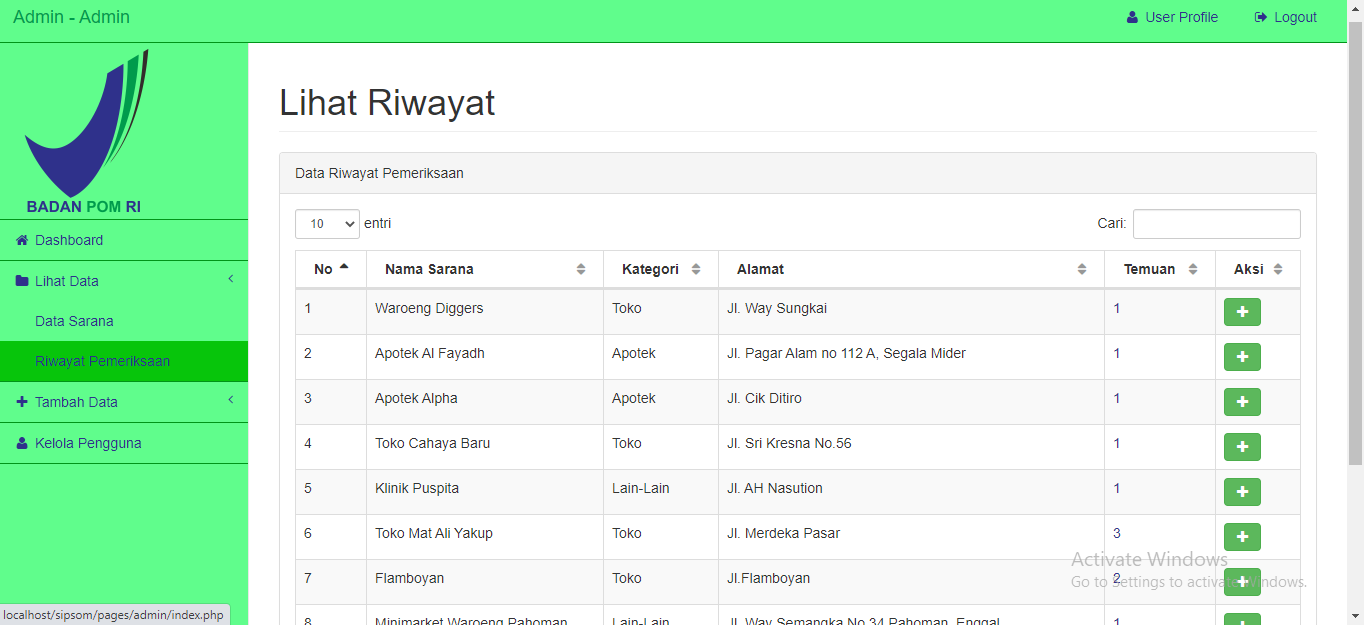 Admin - Admin
User Profile
Logout
BADAN POM RI
Dashboard
Lihat Data
Data Sarana
Riwayat Pemeriksaan
Tambah Data
Kelola Pengguna
Lihat Riwayat
Data Riwayat Pemeriksaan
10 entri
Cari:
No Nama Sarana Kategori Alamat Temuan Aksi
1 Waroeng Diggers Toko Jl. Way Sungkai 1
2 Apotek Al Fayadh Apotek Jl. Pagar Alam no 112 A, Segala Mider 1
3 Apotek Alpha Apotek Jl. Cik Ditiro 1
4 Toko Cahaya Baru Toko Jl. Sri Kresna No.56 1
5 Klinik Puspita Lain-Lain Jl. AH Nasution 1
6 Toko Mat Ali Yakup Toko Jl. Merdeka Pasar 3
7 Flamboyan Toko Jl.Flamboyan 2
8 Minimarket Waroeng Pahoman Lain-Lain Jl. Way Semangka No.34 Pahoman, Enggal 1
Activate Windows
Go to Settings to activate Windows.
localhost/sipsom/pages/admin/index.php